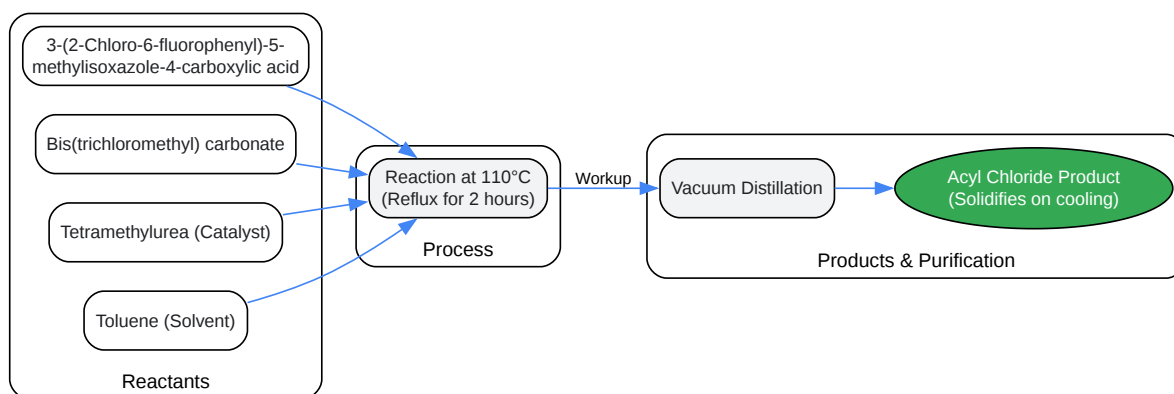 3-(2-Chloro-6-fluorophenyl)-5-
methylisoxazole-4-carboxylic acid
Bis(trichloromethyl) carbonate
Tetramethylurea (Catalyst)
Toluene (Solvent)
Reactants
Reaction at 110°C
(Reflux for 2 hours)
Process
Workup
Vacuum Distillation
Acyl Chloride Product
(Solidifies on cooling)
Products & Purification